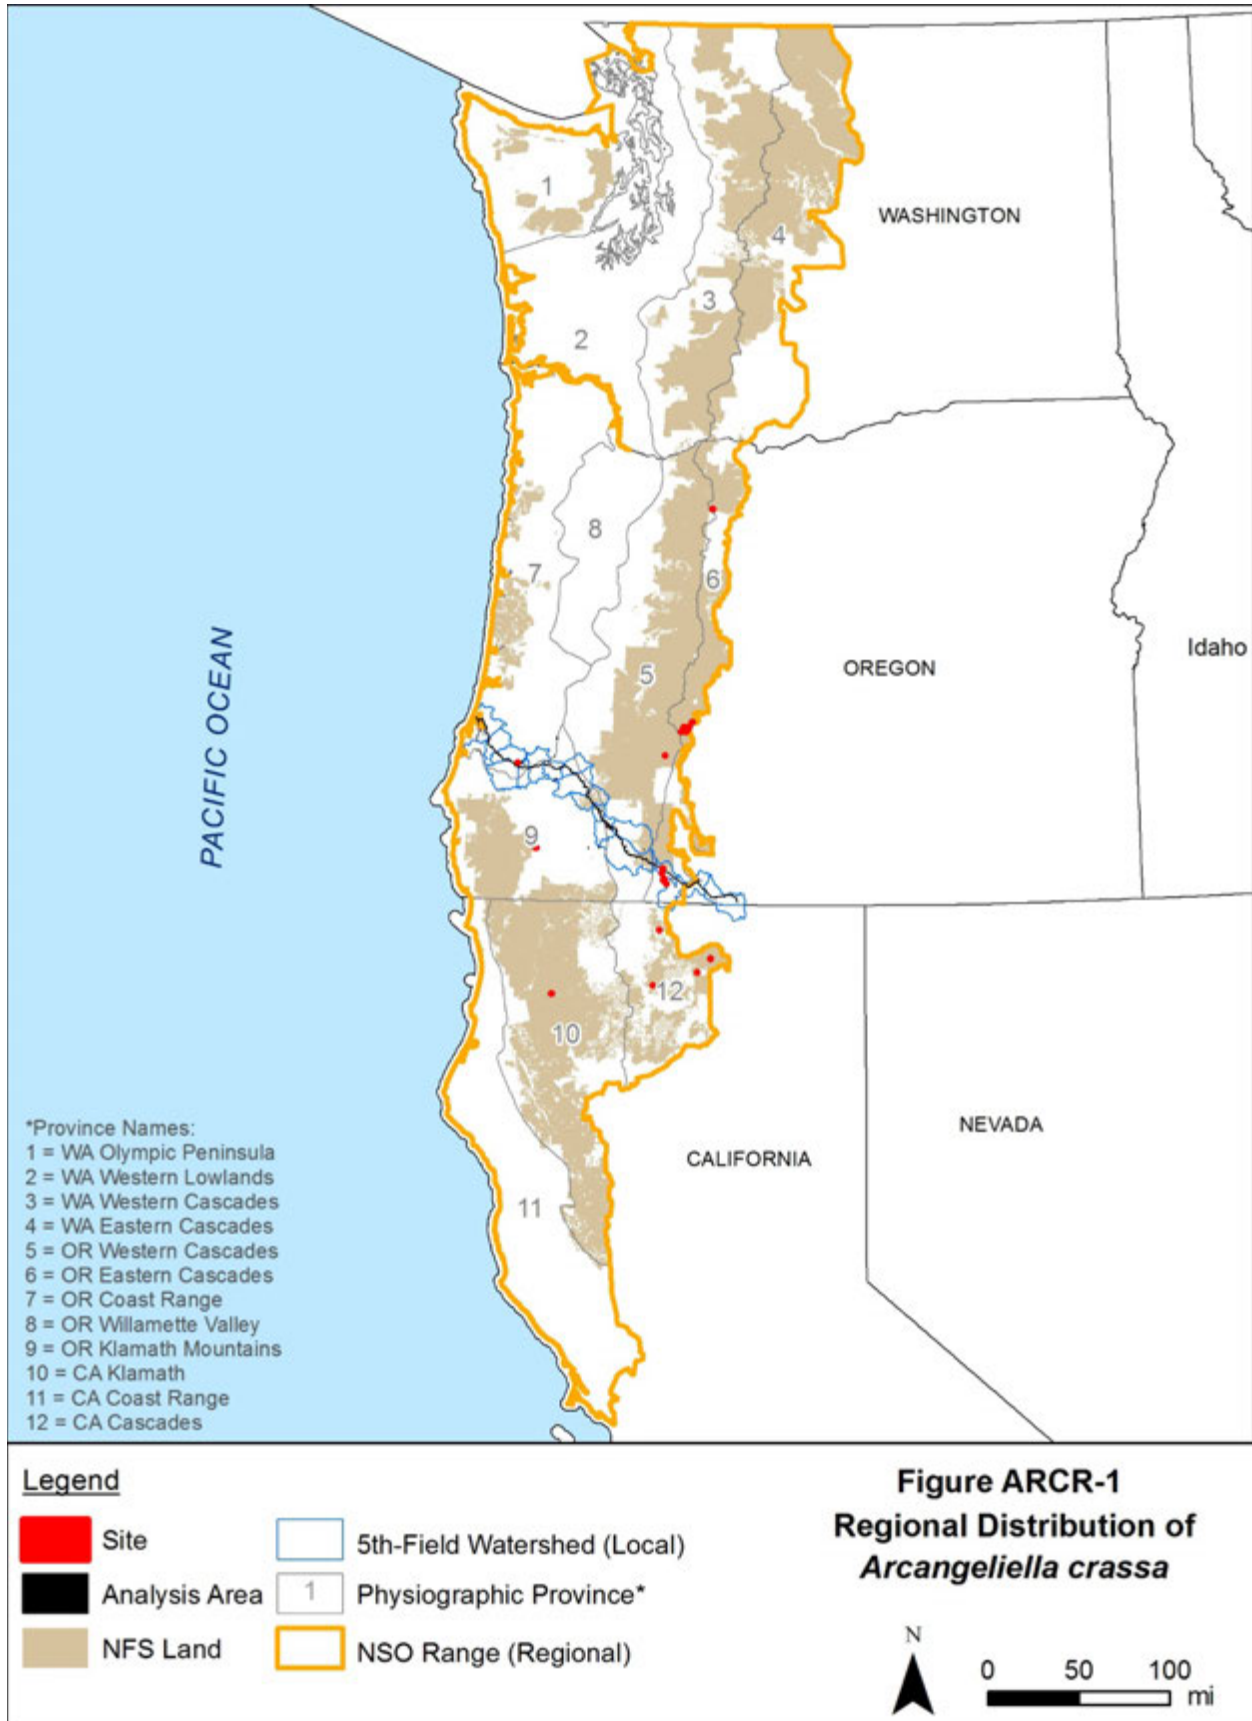 1
WASHINGTON
4
3
2
8
7
6
5
Idaho
OREGON
PACIFIC OCEAN
9
12
10
NEVADA
CALIFORNIA
11
*Province Names:
1 = WA Olympic Peninsula
2 = WA Western Lowlands
3 = WA Western Cascades
4 = WA Eastern Cascades
5 = OR Western Cascades
6 = OR Eastern Cascades
7 = OR Coast Range
8 = OR Willamette Valley
9 = OR Klamath Mountains
10 = CA Klamath
11 = CA Coast Range
12 = CA Cascades
Legend
Site
Analysis Area
NFS Land
5th-Field Watershed (Local)
1 Physiographic Province*
NSO Range (Regional)
Figure ARCR-1
Regional Distribution of
Arcangeliella crassa
N
0 50 100
mi